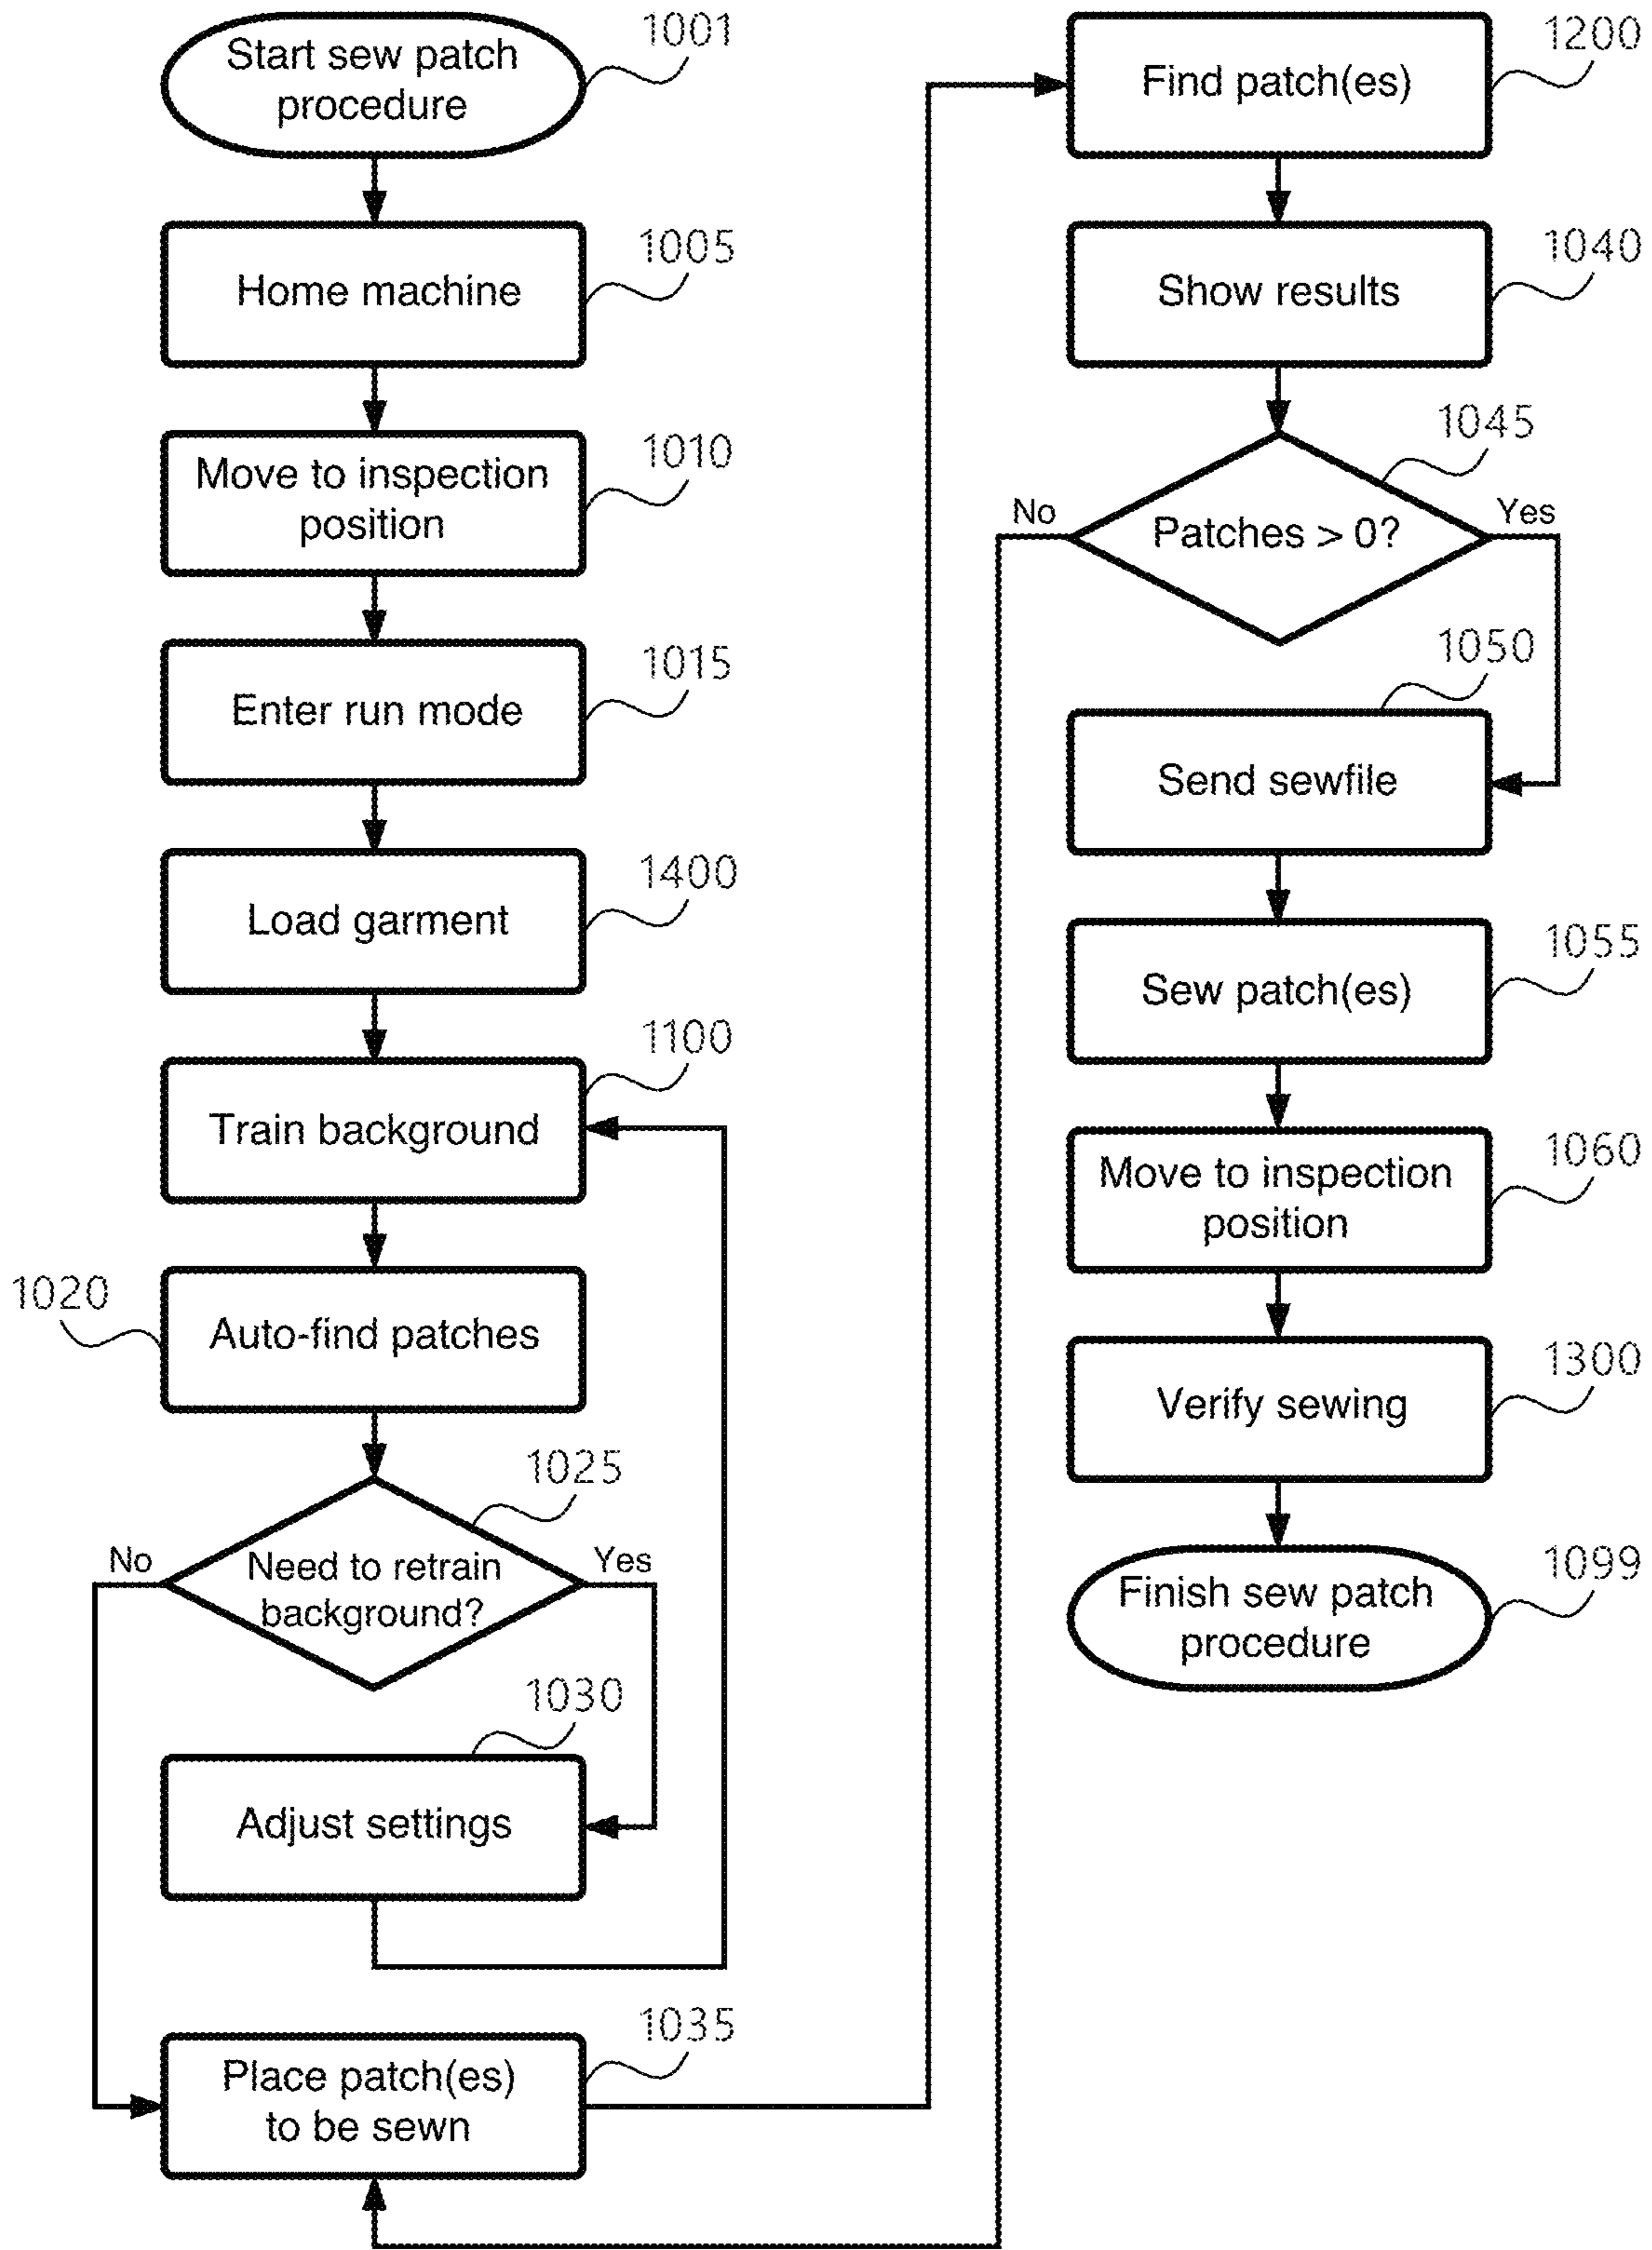 Start sew patch
procedure
1001
Home machine
1005
Move to inspection
position
1010
Enter run mode
1015
Load garment
1400
Train background
1100
Auto-find patches
1020
Need to retrain
background?
1025
No
Yes
Adjust settings
1030
Place patch(es)
to be sewn
1035
Find patch(es)
1200
Show results
1040
Patches > 0?
1045
No
Yes
Send sewfile
1050
Sew patch(es)
1055
Move to inspection
position
1060
Verify sewing
1300
Finish sew patch
procedure
1099